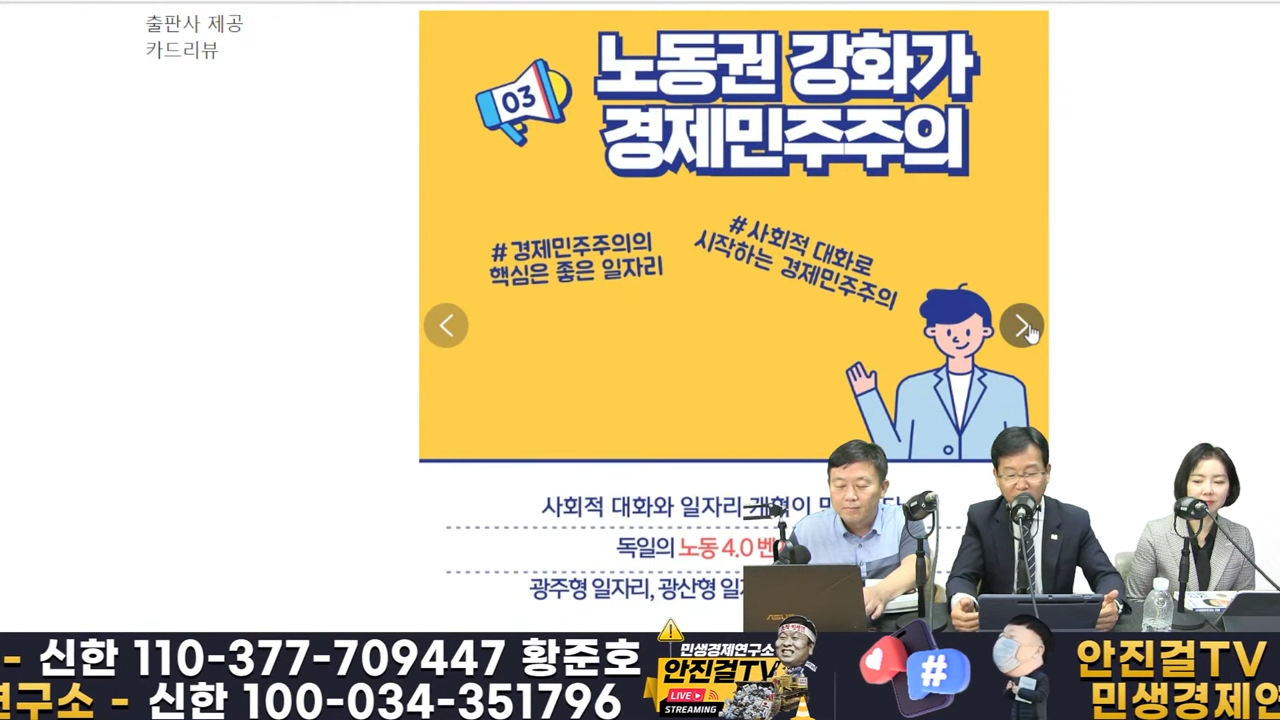 출판사 제공
카드리뷰
03
노동권 강화가
경제민주주의
#경제민주주의의
핵심은 좋은 일자리
#사회적 대화로
시작하는 경제민주주의
사회적 대화와 일자리 개혁이
독일의 노동 4.0 벤
광주형 일자리, 광산형 일
- 신한 110-377-709447 황준호
연구소 - 신한 100-034-351796
민생경제연구소
안진걸TV
LIVE
STREAMING
#
안진걸TV
민생경제연